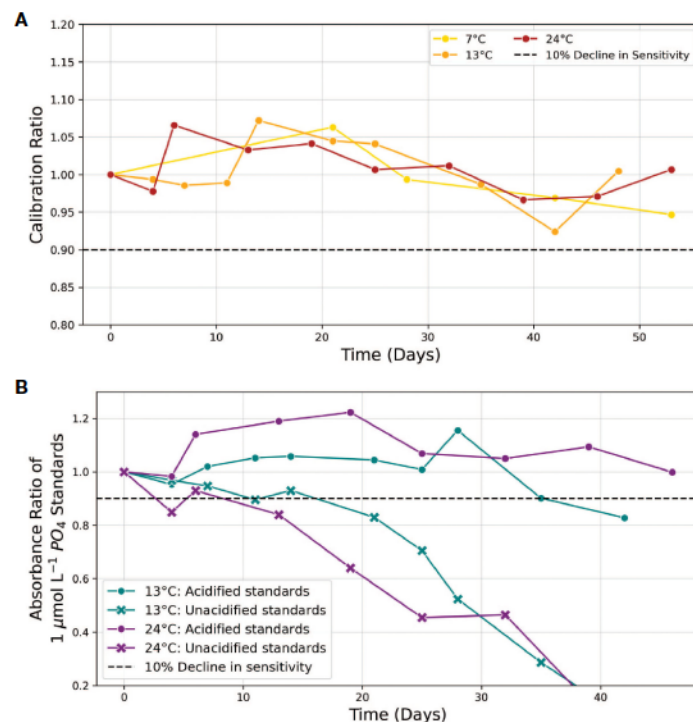 A
1.20
1.15
1.10
1.05
1.00
0.95
0.90
0.85
0.80
Calibration Ratio
7°C
13°C
24°C
10% Decline in Sensitivity
0 10 20 30 40 50
Time (Days)
B
1.2
1.0
0.8
0.6
0.4
0.2
Absorbance Ratio of
1 μmol L⁻¹ PO₄ Standards
13°C: Acidified standards
13°C: Unacidified standards
24°C: Acidified standards
24°C: Unacidified standards
10% Decline in sensitivity
0 10 20 30 40
Time (Days)